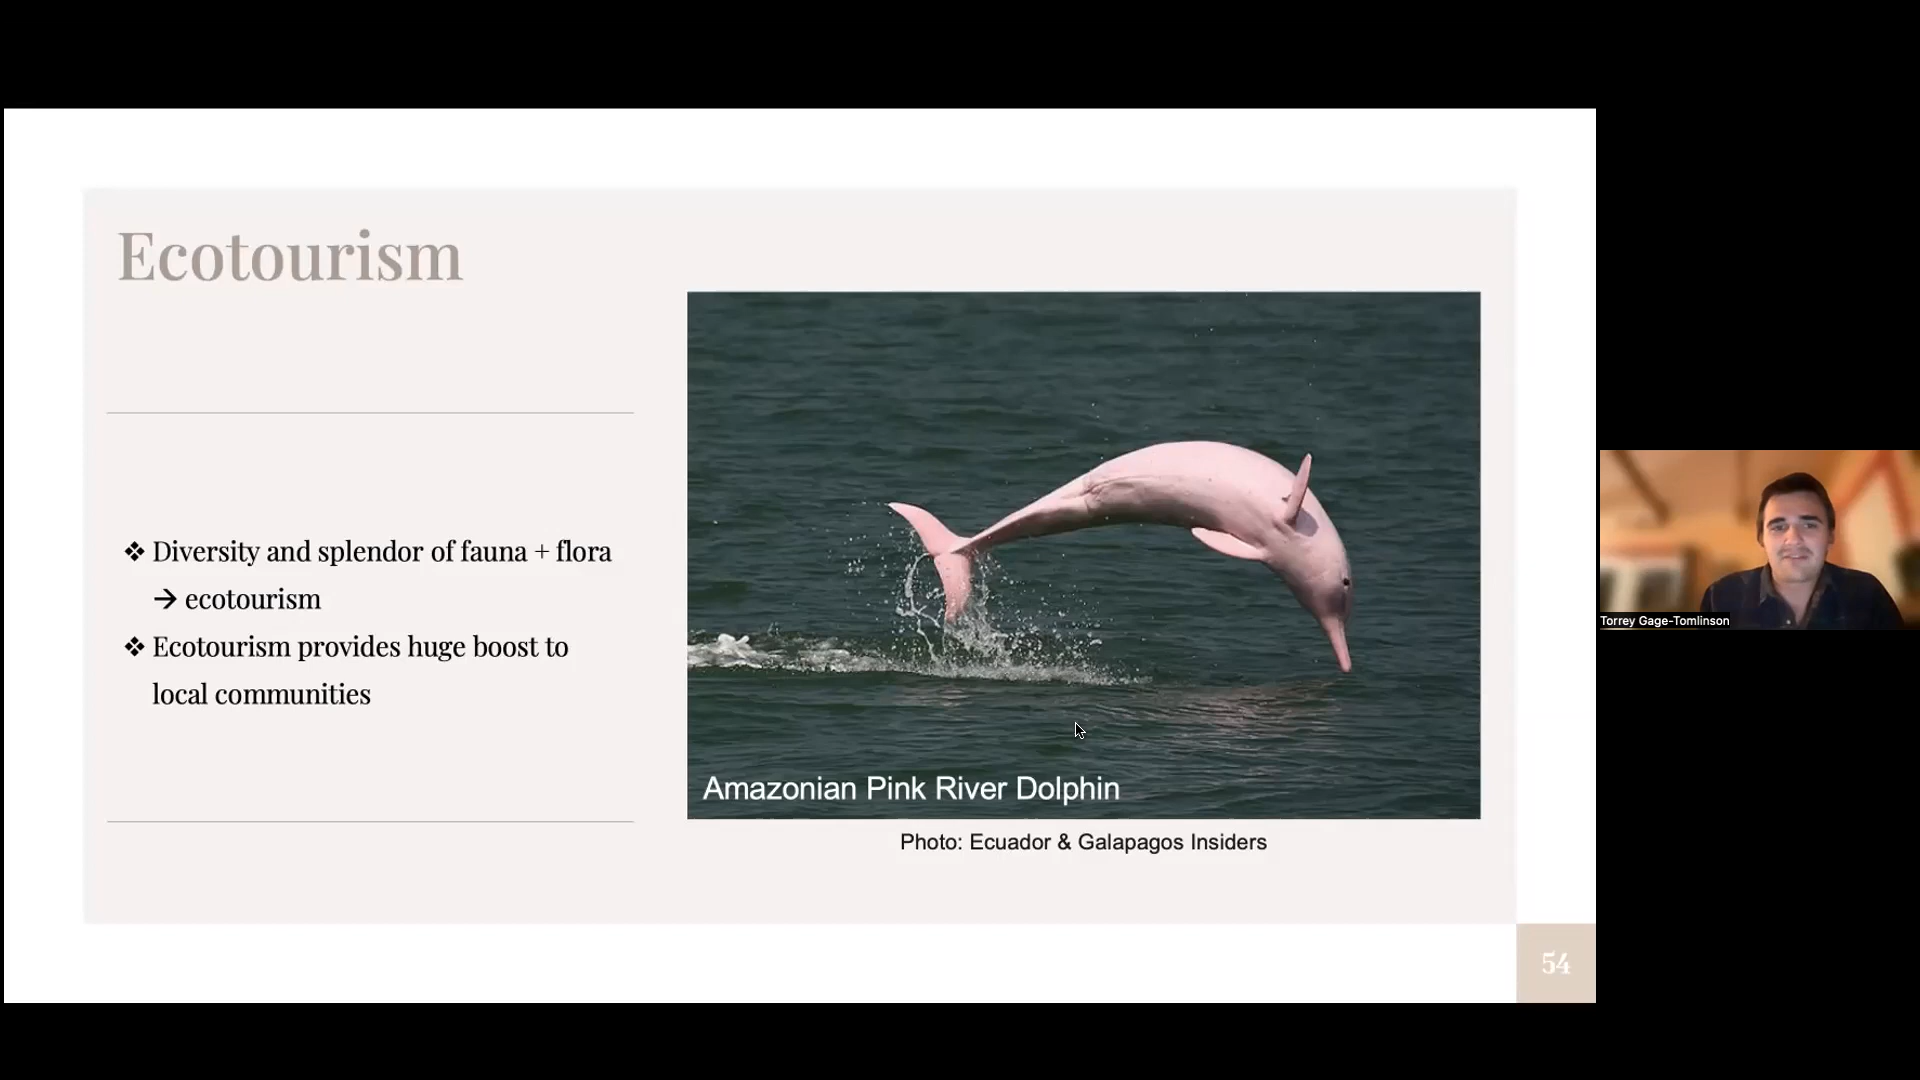 Ecotourism
❖ Diversity and splendor of fauna + flora
→ ecotourism
❖ Ecotourism provides huge boost to
local communities
Amazonian Pink River Dolphin
Photo: Ecuador & Galapagos Insiders
54
Torrey Gage-Tomlinson